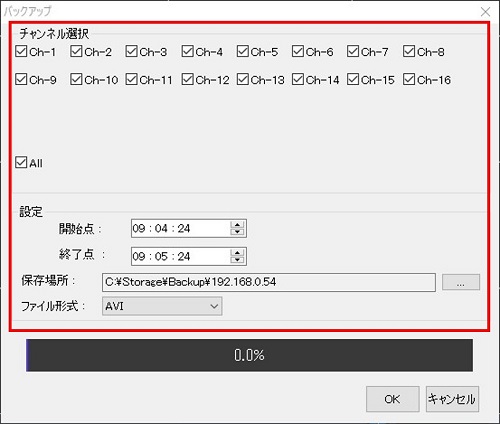 バックアップ
チャンネル選択
Ch-1 Ch-2 Ch-3 Ch-4 Ch-5 Ch-6 Ch-7 Ch-8
Ch-9 Ch-10 Ch-11 Ch-12 Ch-13 Ch-14 Ch-15 Ch-16
All
設定
開始点： 09：04：24
終了点： 09：05：24
保存場所： C:¥Storage¥Backup¥192.168.0.54 ...
ファイル形式： AVI
0.0%
OK キャンセル